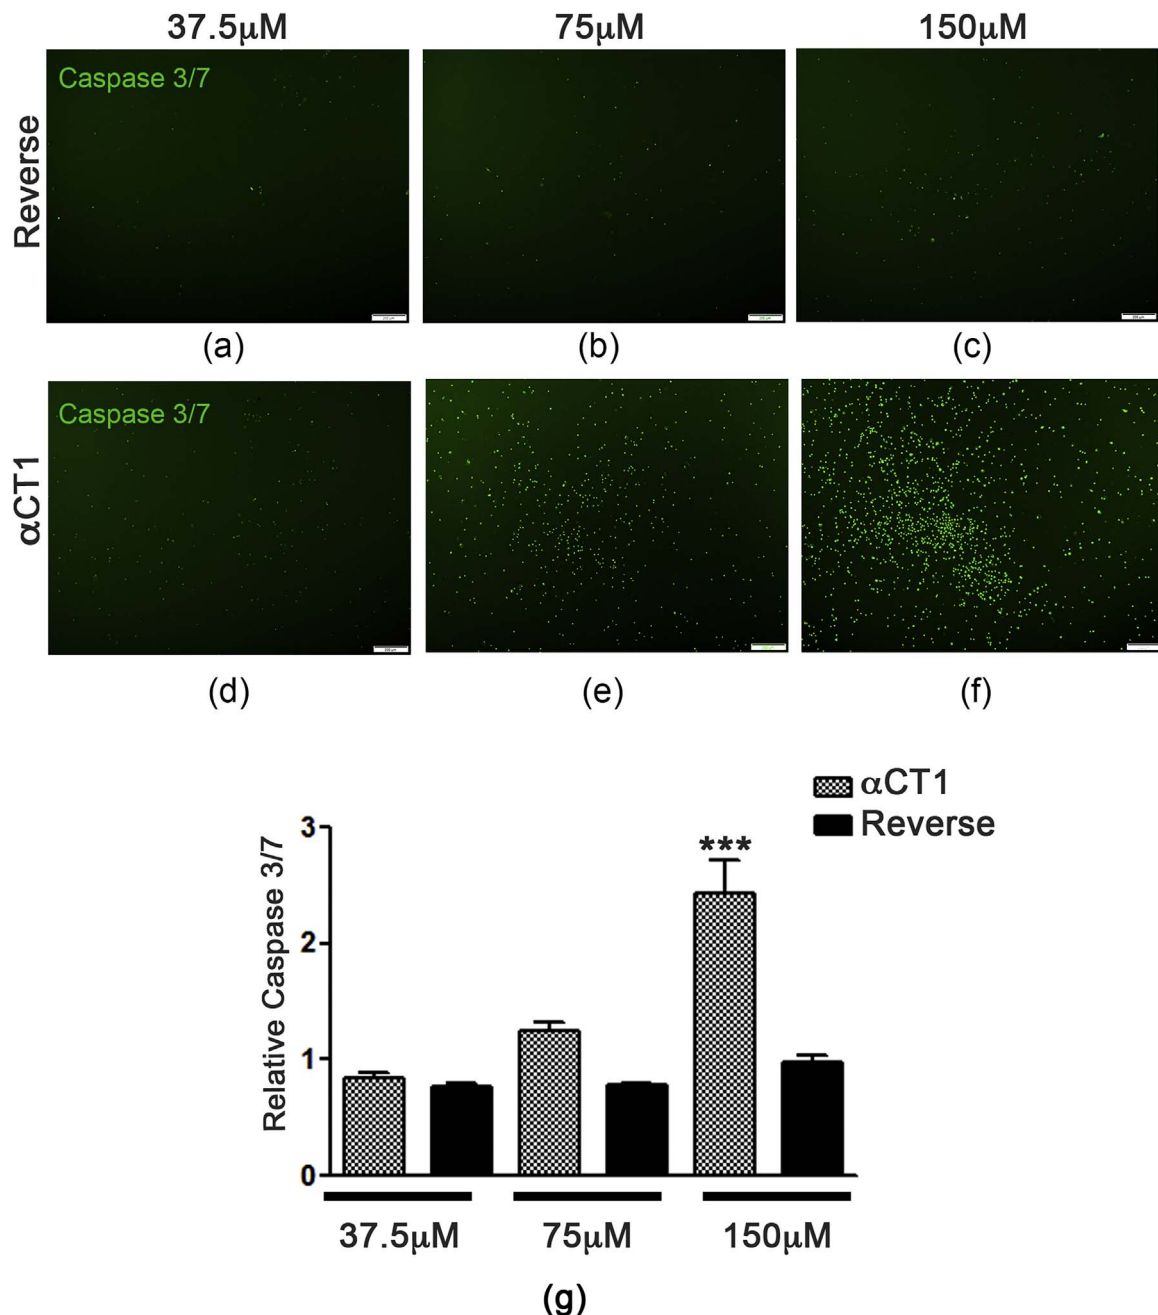 37.5μM 75μM 150μM
Reverse
Caspase 3/7
(a) (b) (c)
αCT1
Caspase 3/7
(d) (e) (f)
αCT1
Reverse
Relative Caspase 3/7
3
***
2
1
0
37.5μM 75μM 150μM
(g)